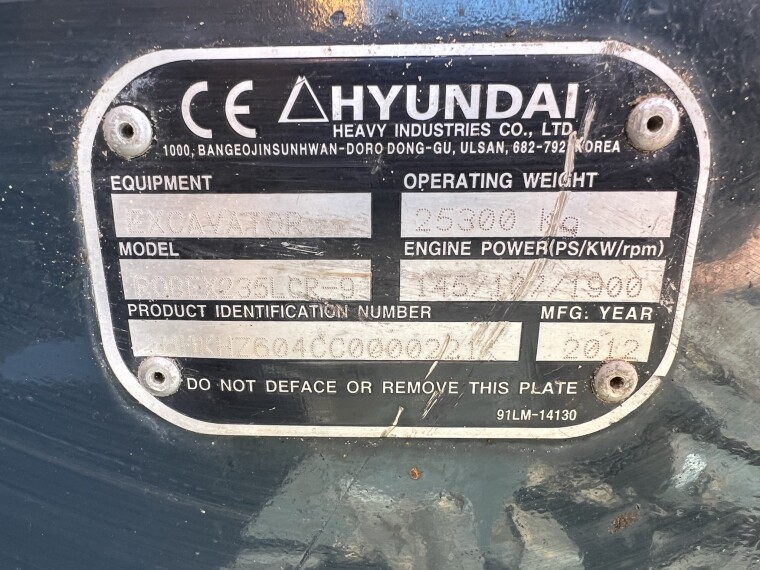 CE HYUNDAI
HEAVY INDUSTRIES CO., LTD.
1000, BANGEOJINSUNHWAN-DORO DONG-GU, ULSAN, 682-792, KOREA
EQUIPMENT
OPERATING WEIGHT
EXCAVATOR
25300 kg
MODEL
ENGINE POWER(PS/KW/rpm)
ROBEX235LCR-9
145/107/1900
PRODUCT IDENTIFICATION NUMBER
MFG. YEAR
2012
DO NOT DEFACE OR REMOVE THIS PLATE
91LM-14130